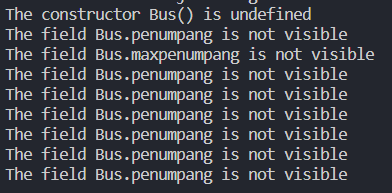 The constructor Bus() is undefined
The field Bus.penumpang is not visible
The field Bus.maxpenumpang is not visible
The field Bus.penumpang is not visible
The field Bus.penumpang is not visible
The field Bus.penumpang is not visible
The field Bus.penumpang is not visible
The field Bus.penumpang is not visible
The field Bus.penumpang is not visible